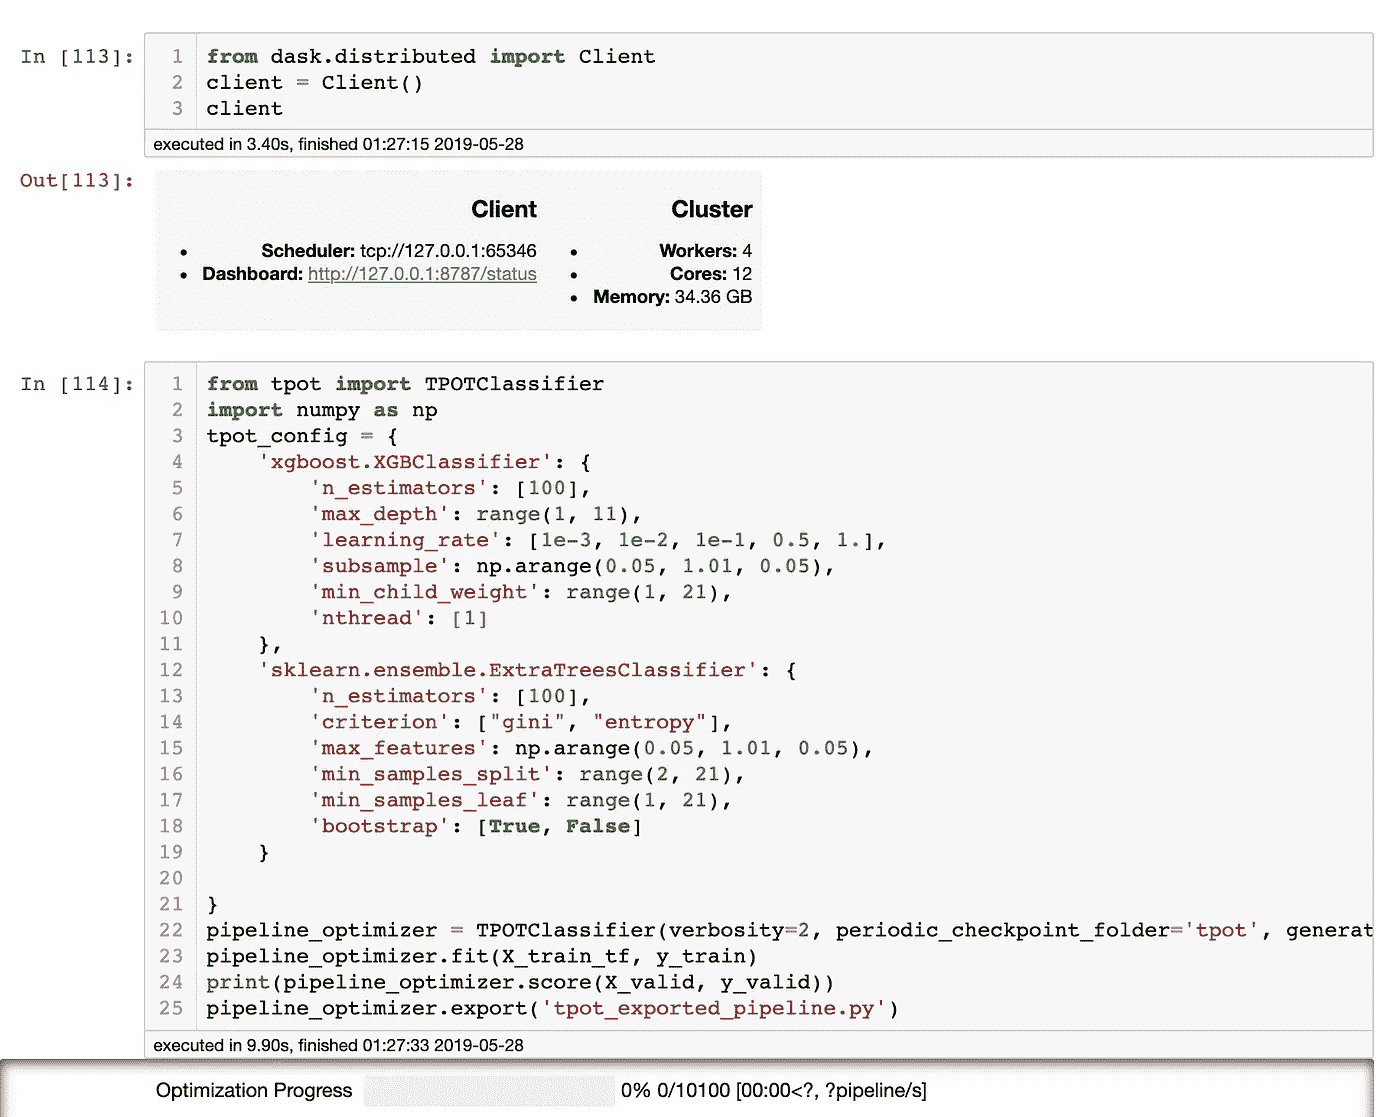 In [113]:
1 from dask.distributed import Client
2 client = Client()
3 client
executed in 3.40s, finished 01:27:15 2019-05-28
Out[113]:
Client Cluster
• Scheduler: tcp://127.0.0.1:65346 • Workers: 4
• Dashboard: http://127.0.0.1:8787/status • Cores: 12
• Memory: 34.36 GB
In [114]:
1 from tpot import TPOTClassifier
2 import numpy as np
3 tpot_config = {
4     'xgboost.XGBClassifier': {
5         'n_estimators': [100],
6         'max_depth': range(1, 11),
7         'learning_rate': [1e-3, 1e-2, 1e-1, 0.5, 1.],
8         'subsample': np.arange(0.05, 1.01, 0.05),
9         'min_child_weight': range(1, 21),
10         'nthread': [1]
11     },
12     'sklearn.ensemble.ExtraTreesClassifier': {
13         'n_estimators': [100],
14         'criterion': ["gini", "entropy"],
15         'max_features': np.arange(0.05, 1.01, 0.05),
16         'min_samples_split': range(2, 21),
17         'min_samples_leaf': range(1, 21),
18         'bootstrap': [True, False]
19     }
20
21 }
22 pipeline_optimizer = TPOTClassifier(verbosity=2, periodic_checkpoint_folder='tpot', generat
23 pipeline_optimizer.fit(X_train_tf, y_train)
24 print(pipeline_optimizer.score(X_valid, y_valid))
25 pipeline_optimizer.export('tpot_exported_pipeline.py')
executed in 9.90s, finished 01:27:33 2019-05-28
Optimization Progress 0% 0/10100 [00:00<?, ?pipeline/s]